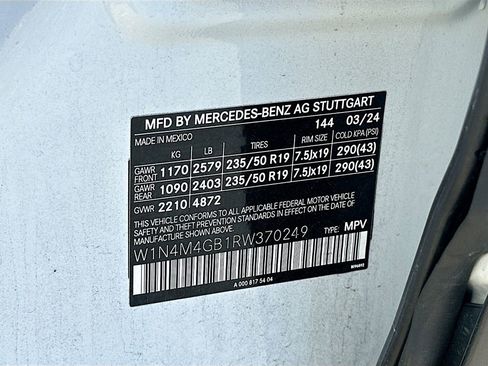 MFD BY MERCEDES-BENZ AG STUTTGART
144 03/24
MADE IN MEXICO
KG LB TIRES RIM SIZE COLD KPA (PSI)
GAWR FRONT 1170 2579 235/50 R19 7.5Jx19 290(43)
GAWR REAR 1090 2403 235/50 R19 7.5Jx19 290(43)
GVWR 2210 4872
THIS VEHICLE CONFORMS TO ALL APPLICABLE FEDERAL MOTOR VEHICLE
SAFETY, BUMPER, AND THEFT PREVENTION STANDARDS IN EFFECT ON THE
DATE OF MANUFACTURE SHOWN ABOVE.
W1N4M4GB1RW370249 TYPE: MPV
A 000 817 54 04